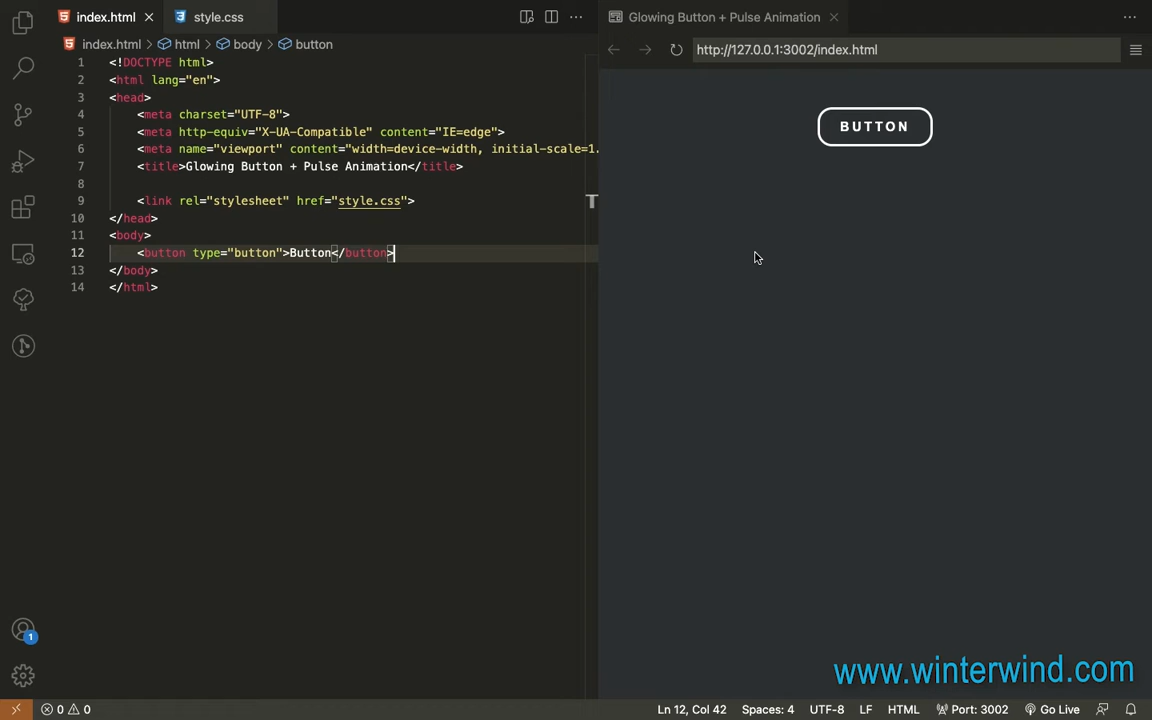 index.html
style.css
Glowing Button + Pulse Animation
index.html > html > body > button
http://127.0.0.1:3002/index.html
1 <!DOCTYPE html>
2 <html lang="en">
3 <head>
4 <meta charset="UTF-8">
5 <meta http-equiv="X-UA-Compatible" content="IE=edge">
6 <meta name="viewport" content="width=device-width, initial-scale=1.
7 <title>Glowing Button + Pulse Animation</title>
8
9 <link rel="stylesheet" href="style.css">
10 </head>
11 <body>
12 <button type="button">Button</button>
13 </body>
14 </html>
BUTTON
T
1
www.winterwind.com
0 0
Ln 12, Col 42
Spaces: 4
UTF-8
LF
HTML
Port: 3002
Go Live